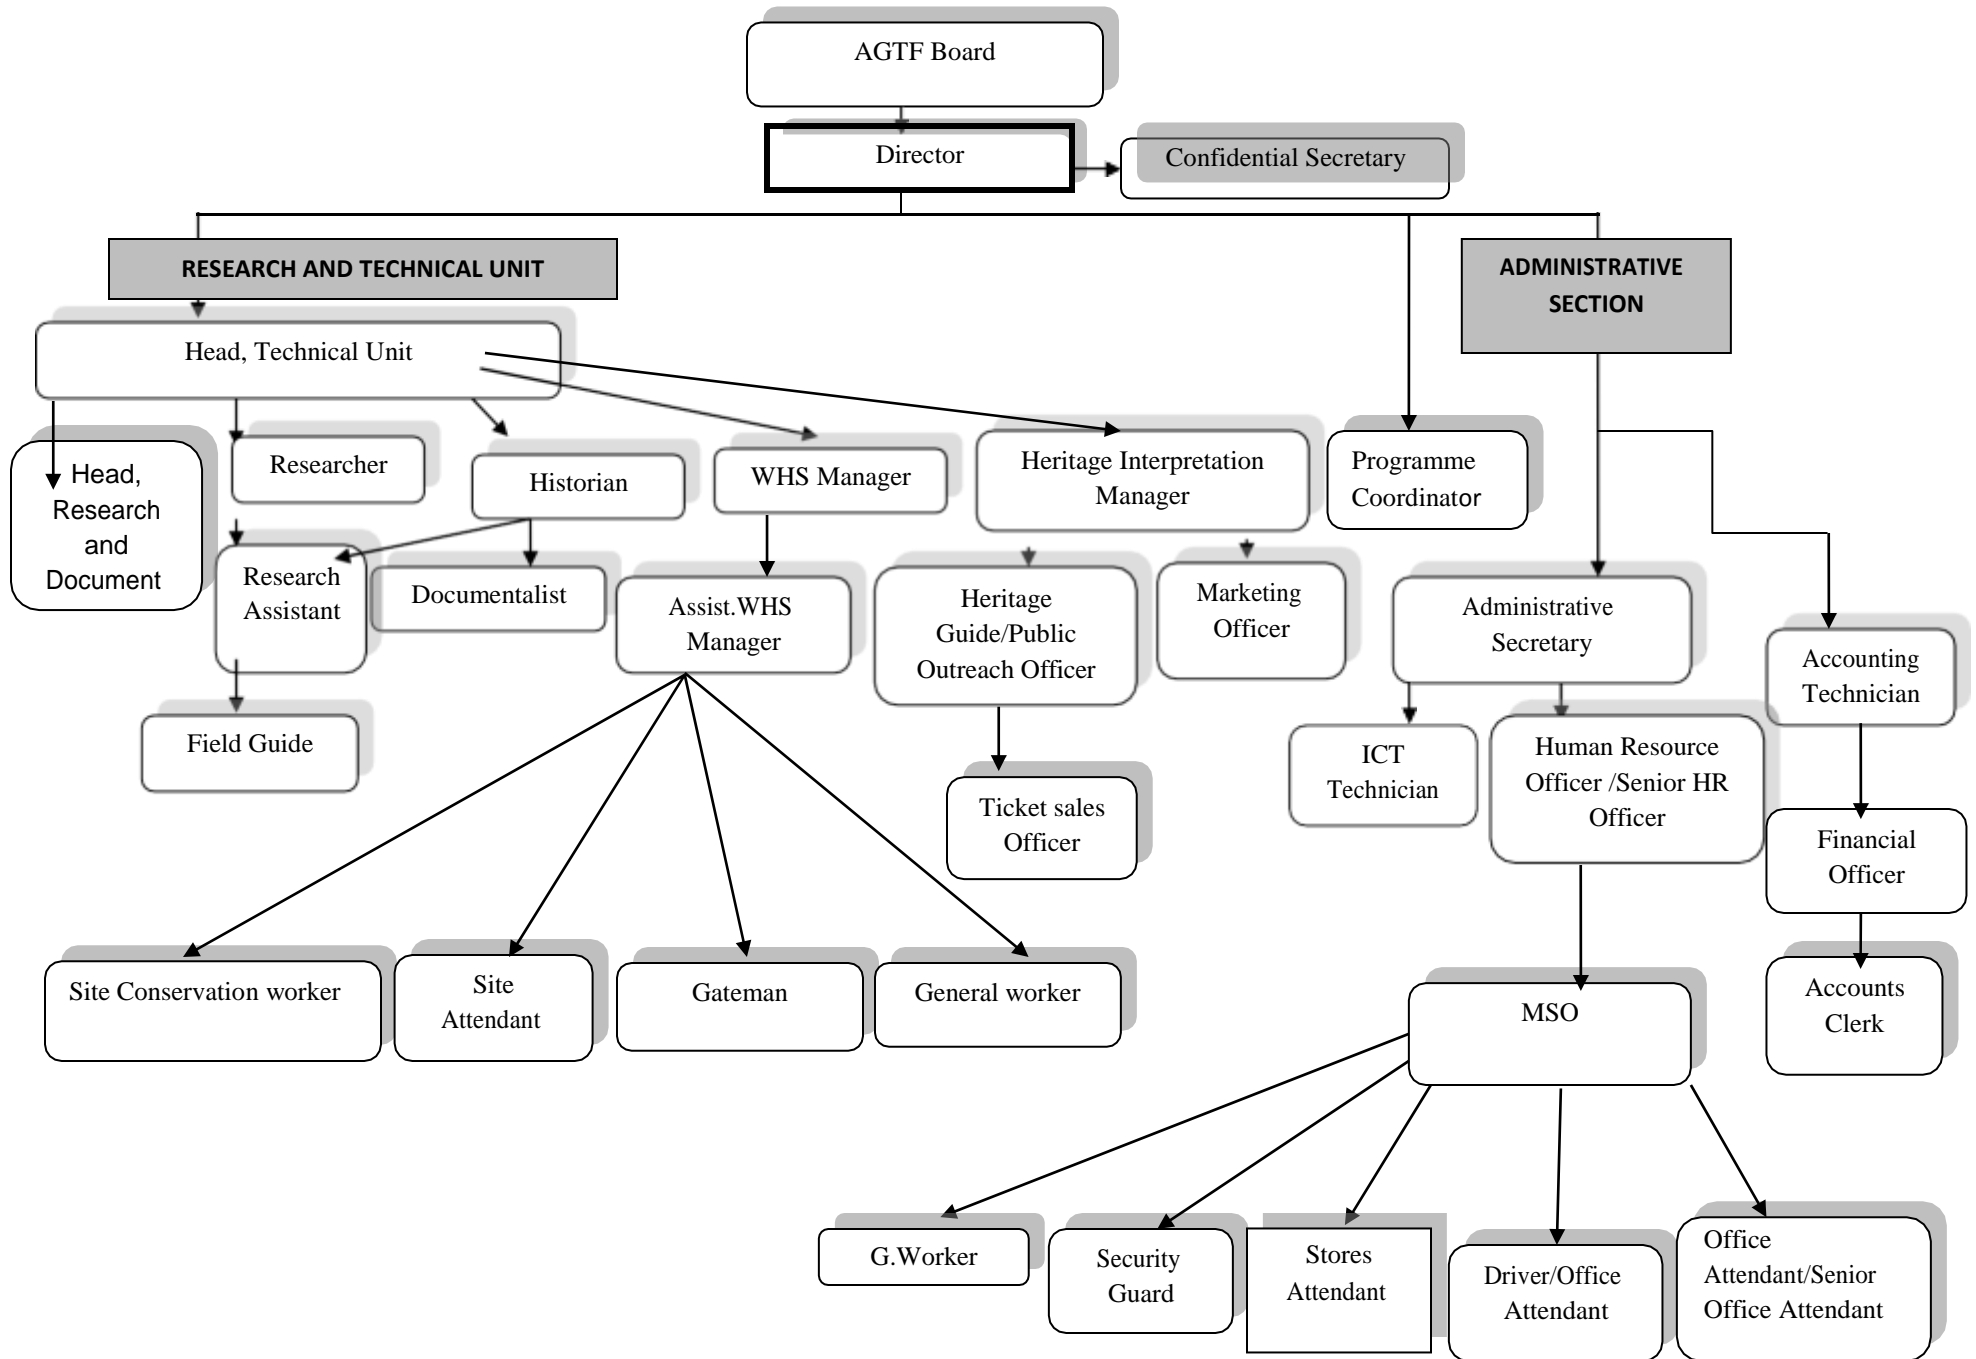 AGTF Board
Director
Confidential Secretary
RESEARCH AND TECHNICAL UNIT
ADMINISTRATIVE
SECTION
Head, Technical Unit
Head,
Research
and
Document
Researcher
Historian
WHS Manager
Heritage Interpretation
Manager
Programme
Coordinator
Research
Assistant
Documentalist
Assist.WHS
Manager
Heritage
Guide/Public
Outreach Officer
Marketing
Officer
Administrative
Secretary
Accounting
Technician
Field Guide
Ticket sales
Officer
ICT
Technician
Human Resource
Officer /Senior HR
Officer
Financial
Officer
Site Conservation worker
Site
Attendant
Gateman
General worker
MSO
Accounts
Clerk
G.Worker
Security
Guard
Stores
Attendant
Driver/Office
Attendant
Office
Attendant/Senior
Office Attendant